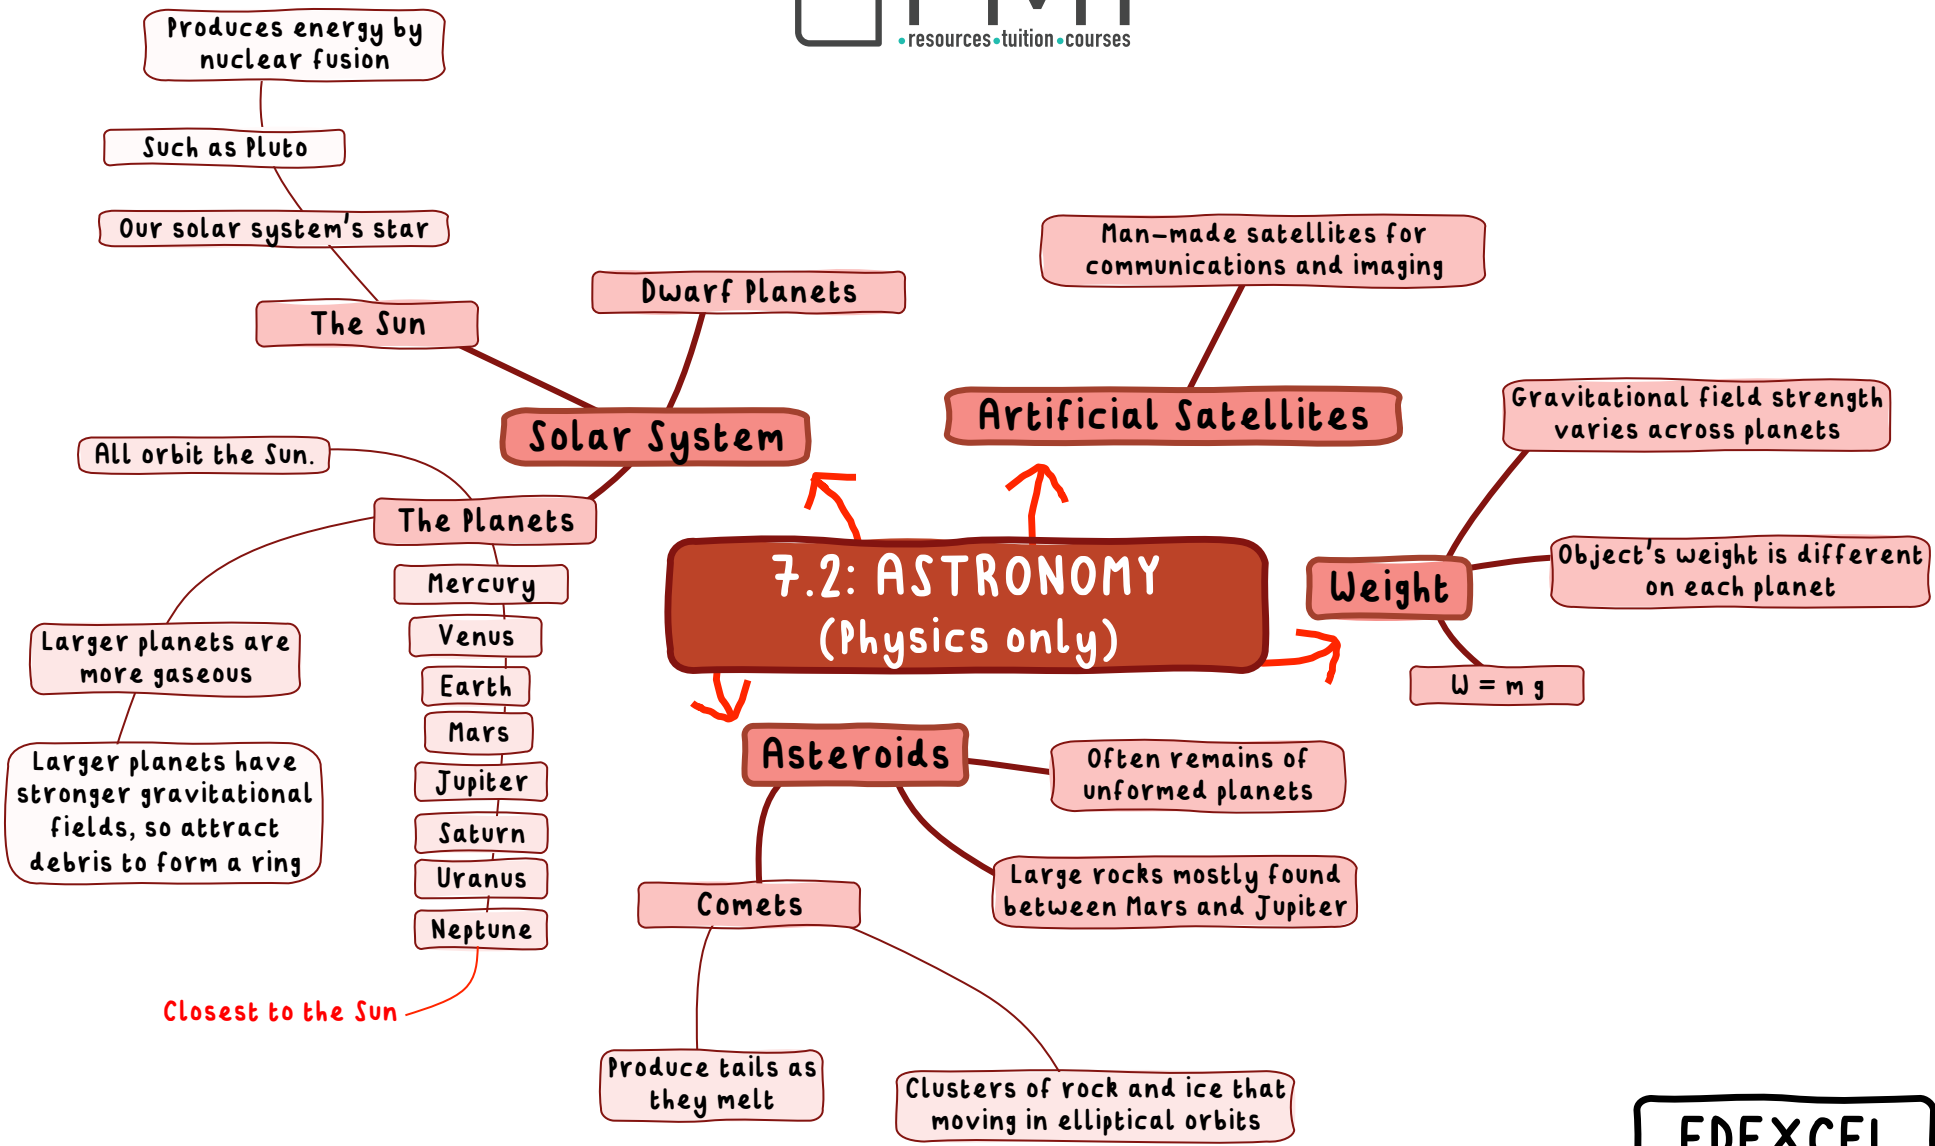 •resources•tuition•courses
Produces energy by
nuclear fusion
Such as Pluto
Our solar system's star
The Sun
Dwarf Planets
Solar System
All orbit the Sun.
The Planets
Larger planets are
more gaseous
Larger planets have
stronger gravitational
fields, so attract
debris to form a ring
Mercury
Venus
Earth
Mars
Jupiter
Saturn
Uranus
Neptune
Closest to the Sun
Man-made satellites for
communications and imaging
Artificial Satellites
7.2: ASTRONOMY
(Physics only)
Gravitational field strength
varies across planets
Weight
Object's weight is different
on each planet
W = m g
Asteroids
Often remains of
unformed planets
Large rocks mostly found
between Mars and Jupiter
Comets
Produce tails as
they melt
Clusters of rock and ice that
moving in elliptical orbits
EDEXCEL